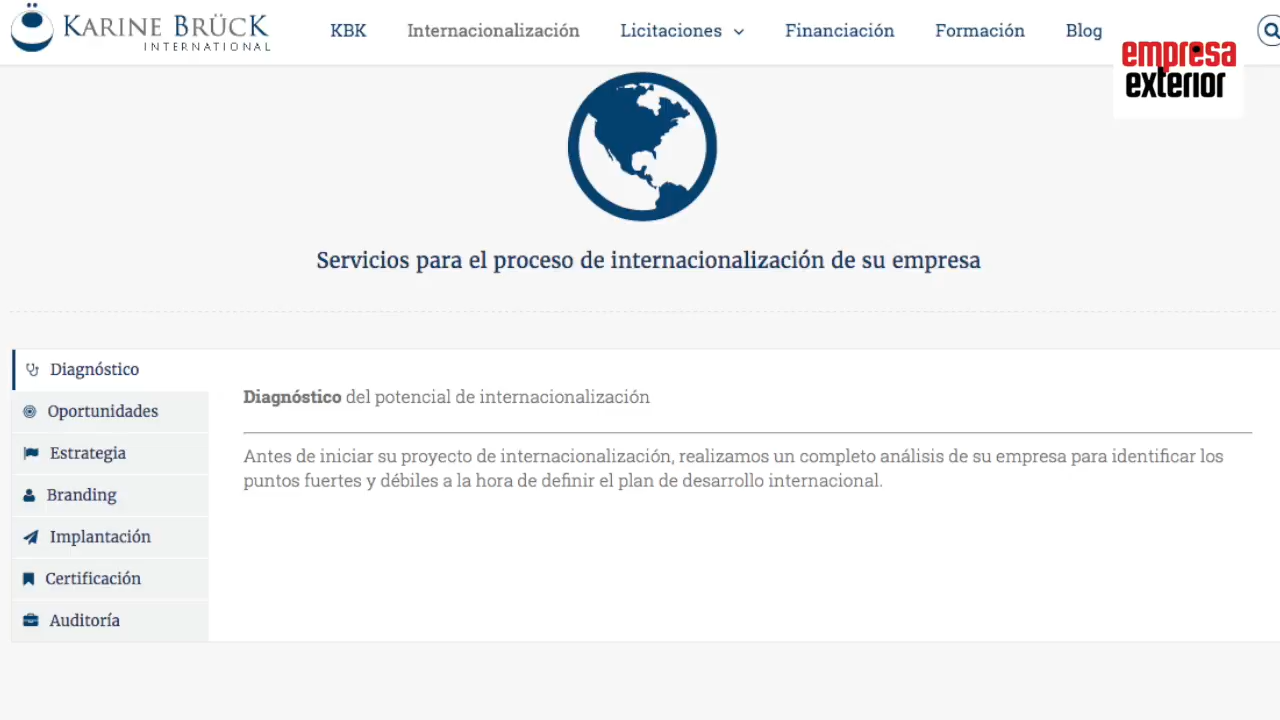 KARINE BRÜCK
INTERNATIONAL
KBK
Internacionalización
Licitaciones
Financiación
Formación
Blog
empresa
exterior
Servicios para el proceso de internacionalización de su empresa
Diagnóstico
Oportunidades
Estrategia
Branding
Implantación
Certificación
Auditoría
Diagnóstico del potencial de internacionalización
Antes de iniciar su proyecto de internacionalización, realizamos un completo análisis de su empresa para identificar los
puntos fuertes y débiles a la hora de definir el plan de desarrollo internacional.